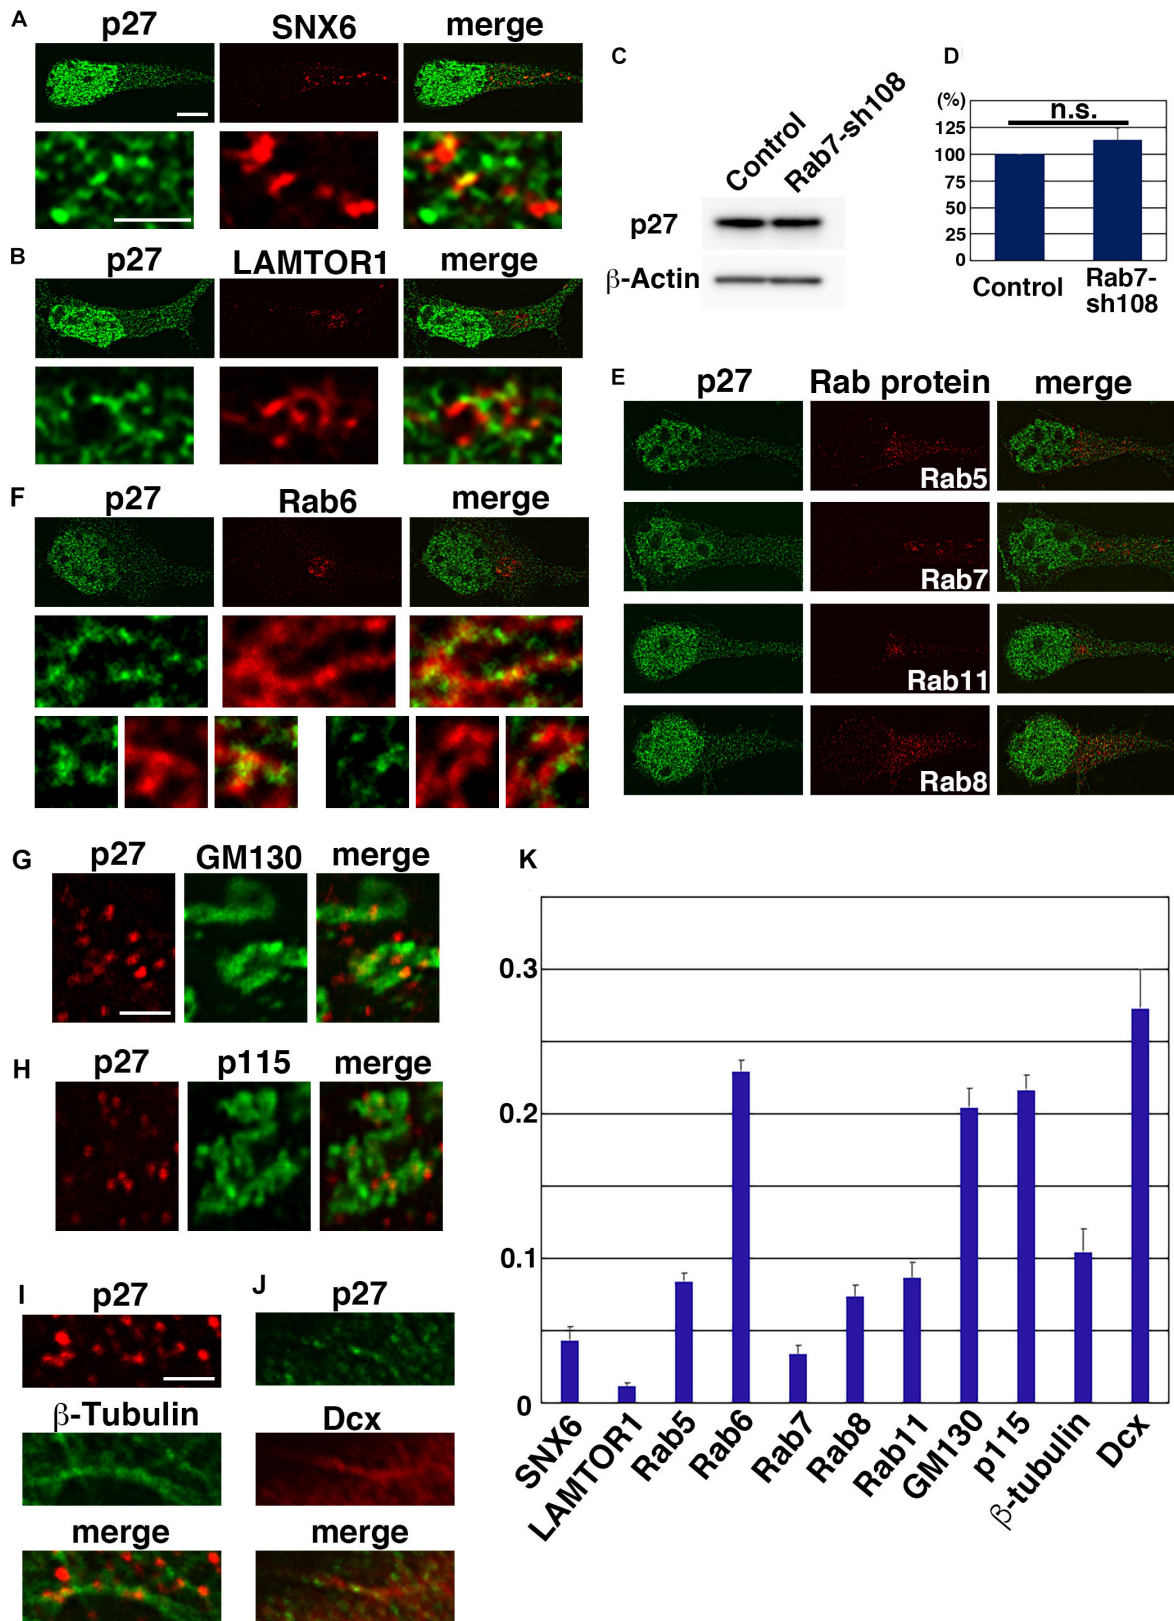 A
p27 SNX6 merge
B
p27 LAMTOR1 merge
F
p27 Rab6 merge
C
Control Rab7-sh108
p27
β-Actin
D
(%)
n.s.
125
100
75
50
25
0
Control Rab7-
sh108
E
p27 Rab protein merge
Rab5
Rab7
Rab11
Rab8
G
p27 GM130 merge
H
p27 p115 merge
I
p27
β-Tubulin
merge
J
p27
Dcx
merge
K
0.3
0.2
0.1
0
SNX6 LAMTOR1 Rab5 Rab6 Rab7 Rab8 Rab11 GM130 p115 β-tubulin Dcx